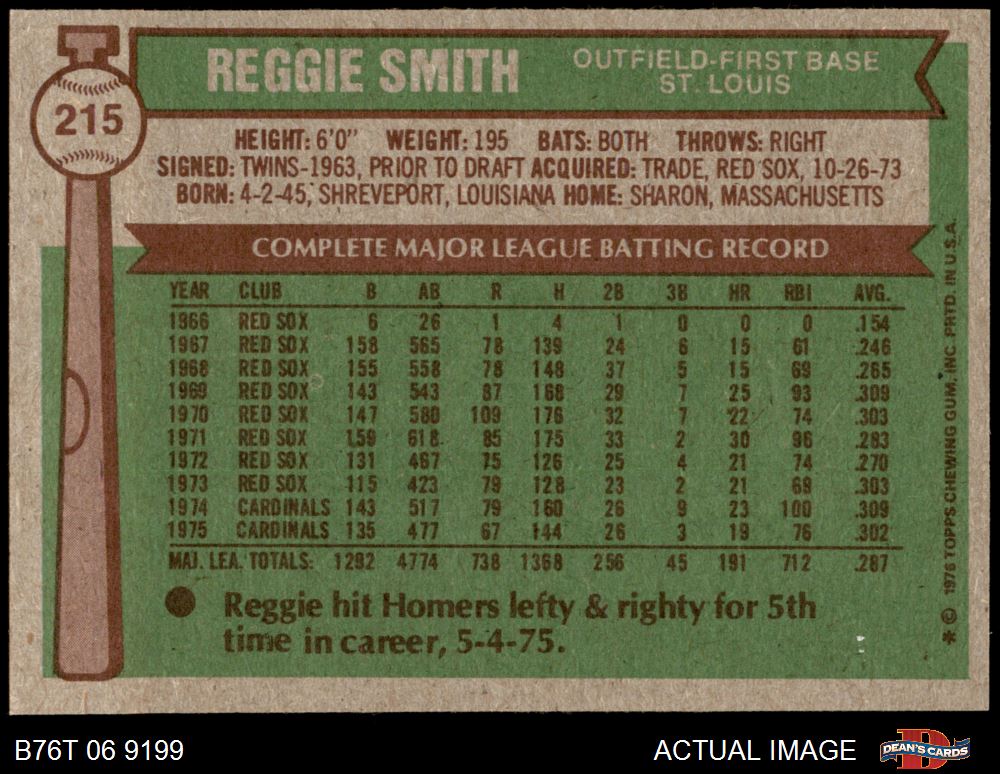 215
REGGIE SMITH
OUTFIELD-FIRST BASE
ST. LOUIS
HEIGHT: 6'0" WEIGHT: 195 BATS: BOTH THROWS: RIGHT
SIGNED: TWINS-1963, PRIOR TO DRAFT ACQUIRED: TRADE, RED SOX, 10-26-73
BORN: 4-2-45, SHREVEPORT, LOUISIANA HOME: SHARON, MASSACHUSETTS
COMPLETE MAJOR LEAGUE BATTING RECORD
YEAR CLUB B AB R H 2B 3B HR RBI AVG.
1966 RED SOX 6 26 1 4 1 0 0 0 .154
1967 RED SOX 158 565 78 139 24 6 15 61 .246
1968 RED SOX 155 558 78 148 37 5 15 69 .265
1969 RED SOX 143 543 87 168 29 7 25 93 .309
1970 RED SOX 147 580 109 176 32 7 22 74 .303
1971 RED SOX 159 618 85 175 33 2 30 96 .283
1972 RED SOX 131 467 75 126 25 4 21 74 .270
1973 RED SOX 115 423 79 128 23 2 21 69 .303
1974 CARDINALS 143 517 79 160 26 9 23 100 .309
1975 CARDINALS 135 477 67 144 26 3 19 76 .302
MAJ. LEA. TOTALS: 1292 4774 738 1368 256 45 191 712 .287
Reggie hit Homers lefty & righty for 5th
time in career, 5-4-75.
* © 1976 TOPPS CHEWING GUM, INC. PRTD. IN U.S.A.
B76T 06 9199
ACTUAL IMAGE
DEAN'S CARDS